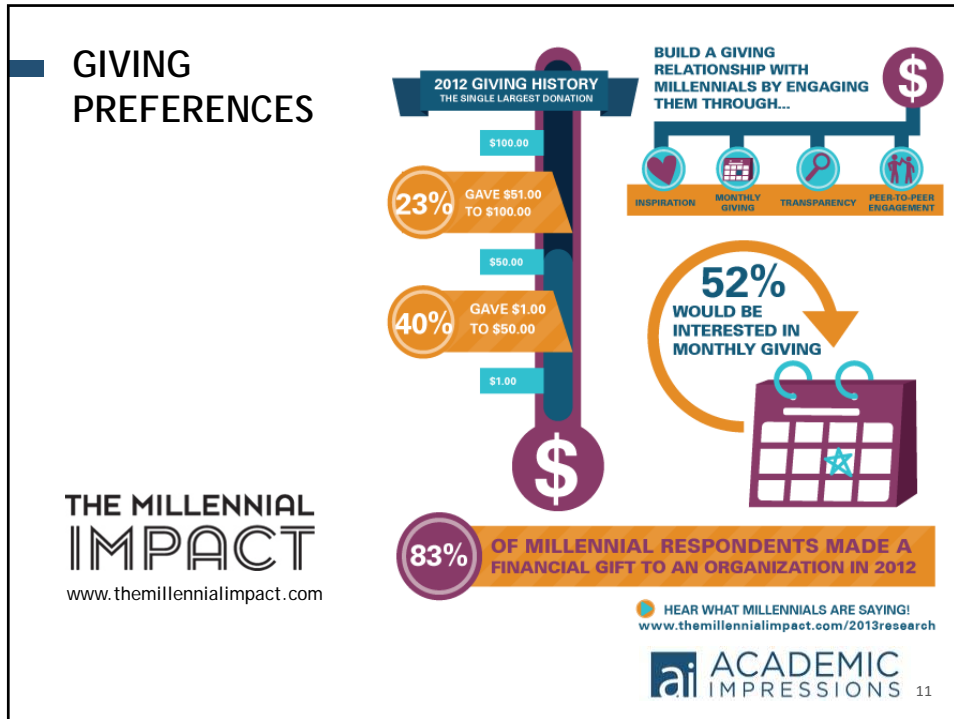 GIVING
PREFERENCES
2012 GIVING HISTORY
THE SINGLE LARGEST DONATION
$100.00
23%
GAVE $51.00
TO $100.00
$50.00
40%
GAVE $1.00
TO $50.00
$1.00
$
BUILD A GIVING
RELATIONSHIP WITH
MILLENNIALS BY ENGAGING
THEM THROUGH...
$
INSPIRATION
MONTHLY
GIVING
TRANSPARENCY
PEER-TO-PEER
ENGAGEMENT
52%
WOULD BE
INTERESTED IN
MONTHLY GIVING
THE MILLENNIAL
IMPACT
www.themillennialimpact.com
83%
OF MILLENNIAL RESPONDENTS MADE A
FINANCIAL GIFT TO AN ORGANIZATION IN 2012
HEAR WHAT MILLENNIALS ARE SAYING!
www.themillennialimpact.com/2013research
ai ACADEMIC
IMPRESSIONS
11